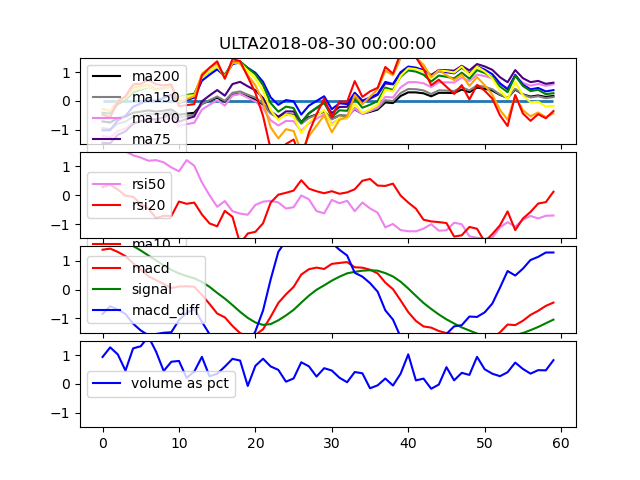 ULTA2018-08-30 00:00:00
1
0
−1
ma200
ma150
ma100
ma75
1
0
−1
rsi50
rsi20
ma10
1
0
−1
macd
signal
macd_diff
1
0
−1
volume as pct
0 10 20 30 40 50 60